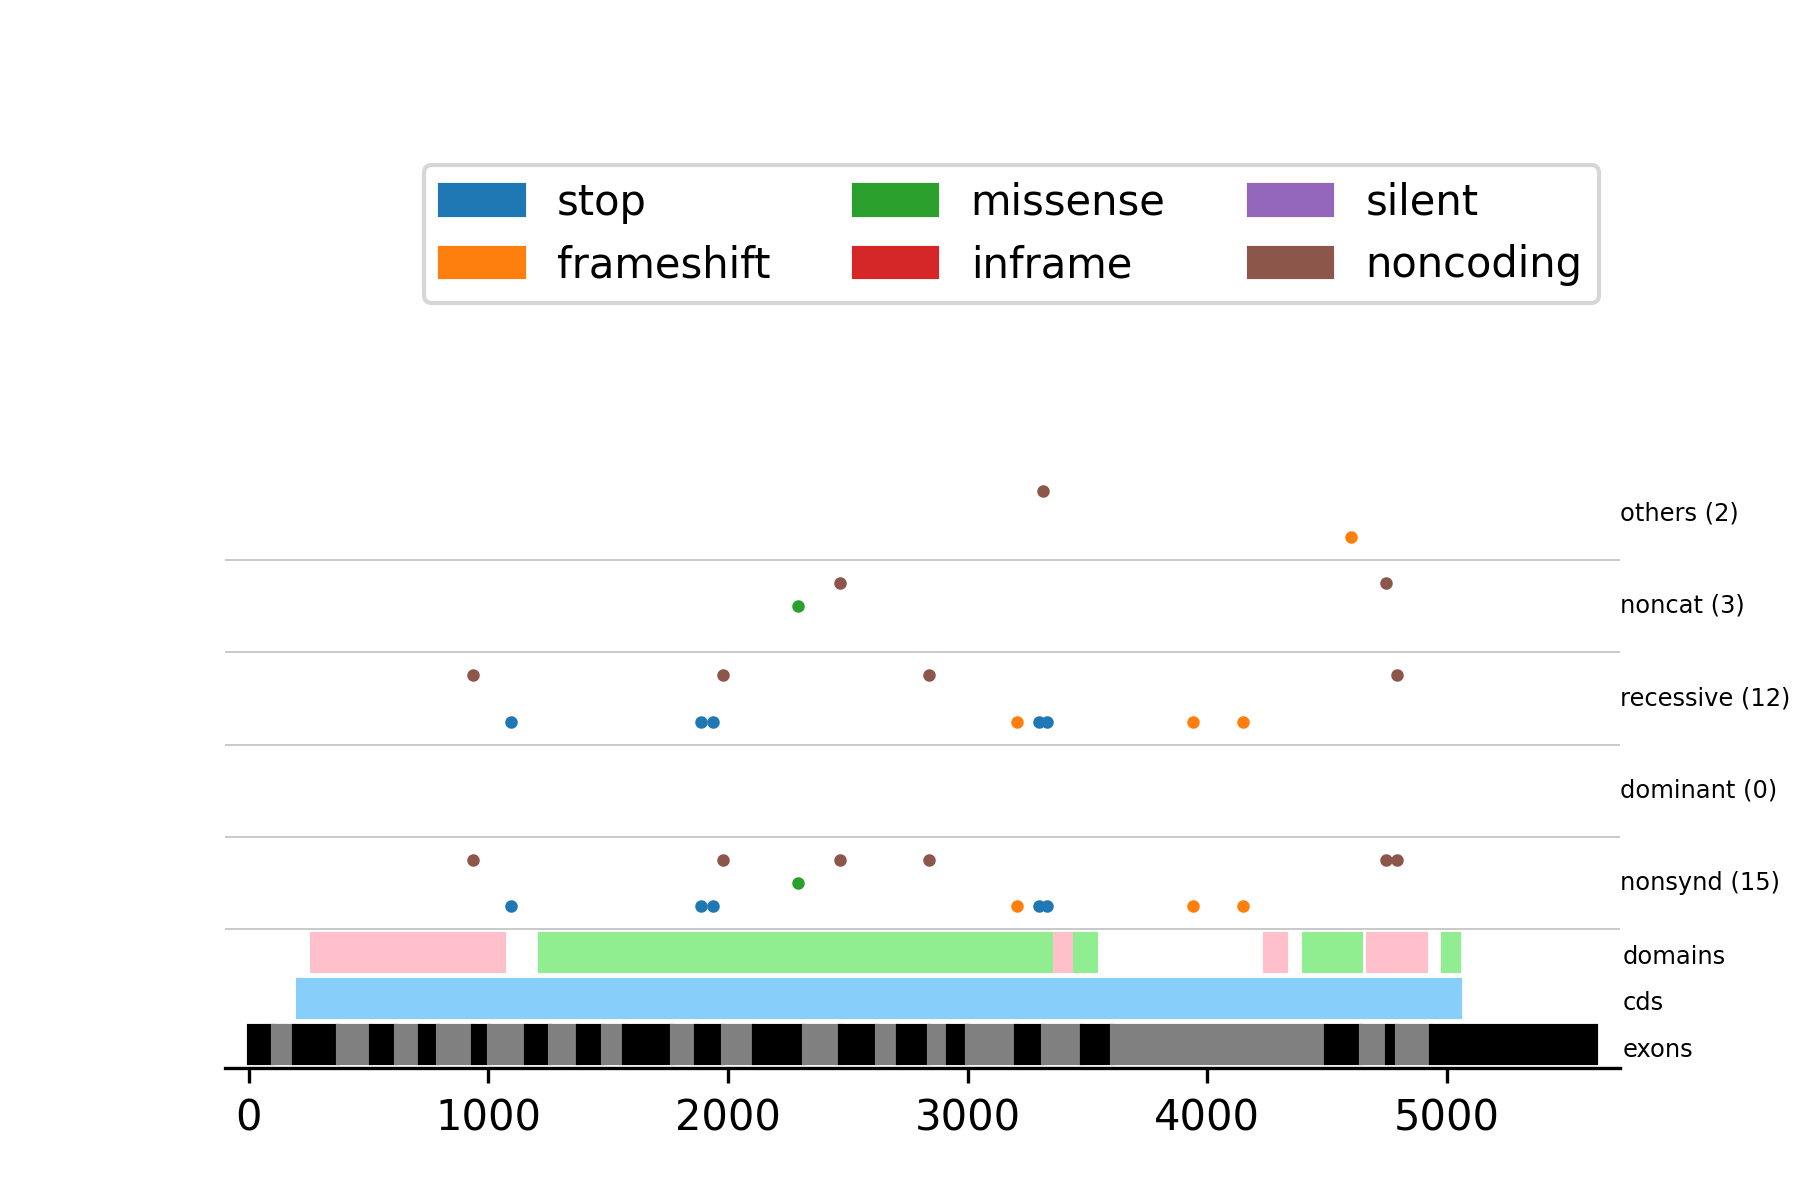 stop missense silent
frameshift inframe noncoding
others (2)
noncat (3)
recessive (12)
dominant (0)
nonsynd (15)
domains
cds
exons
0 1000 2000 3000 4000 5000